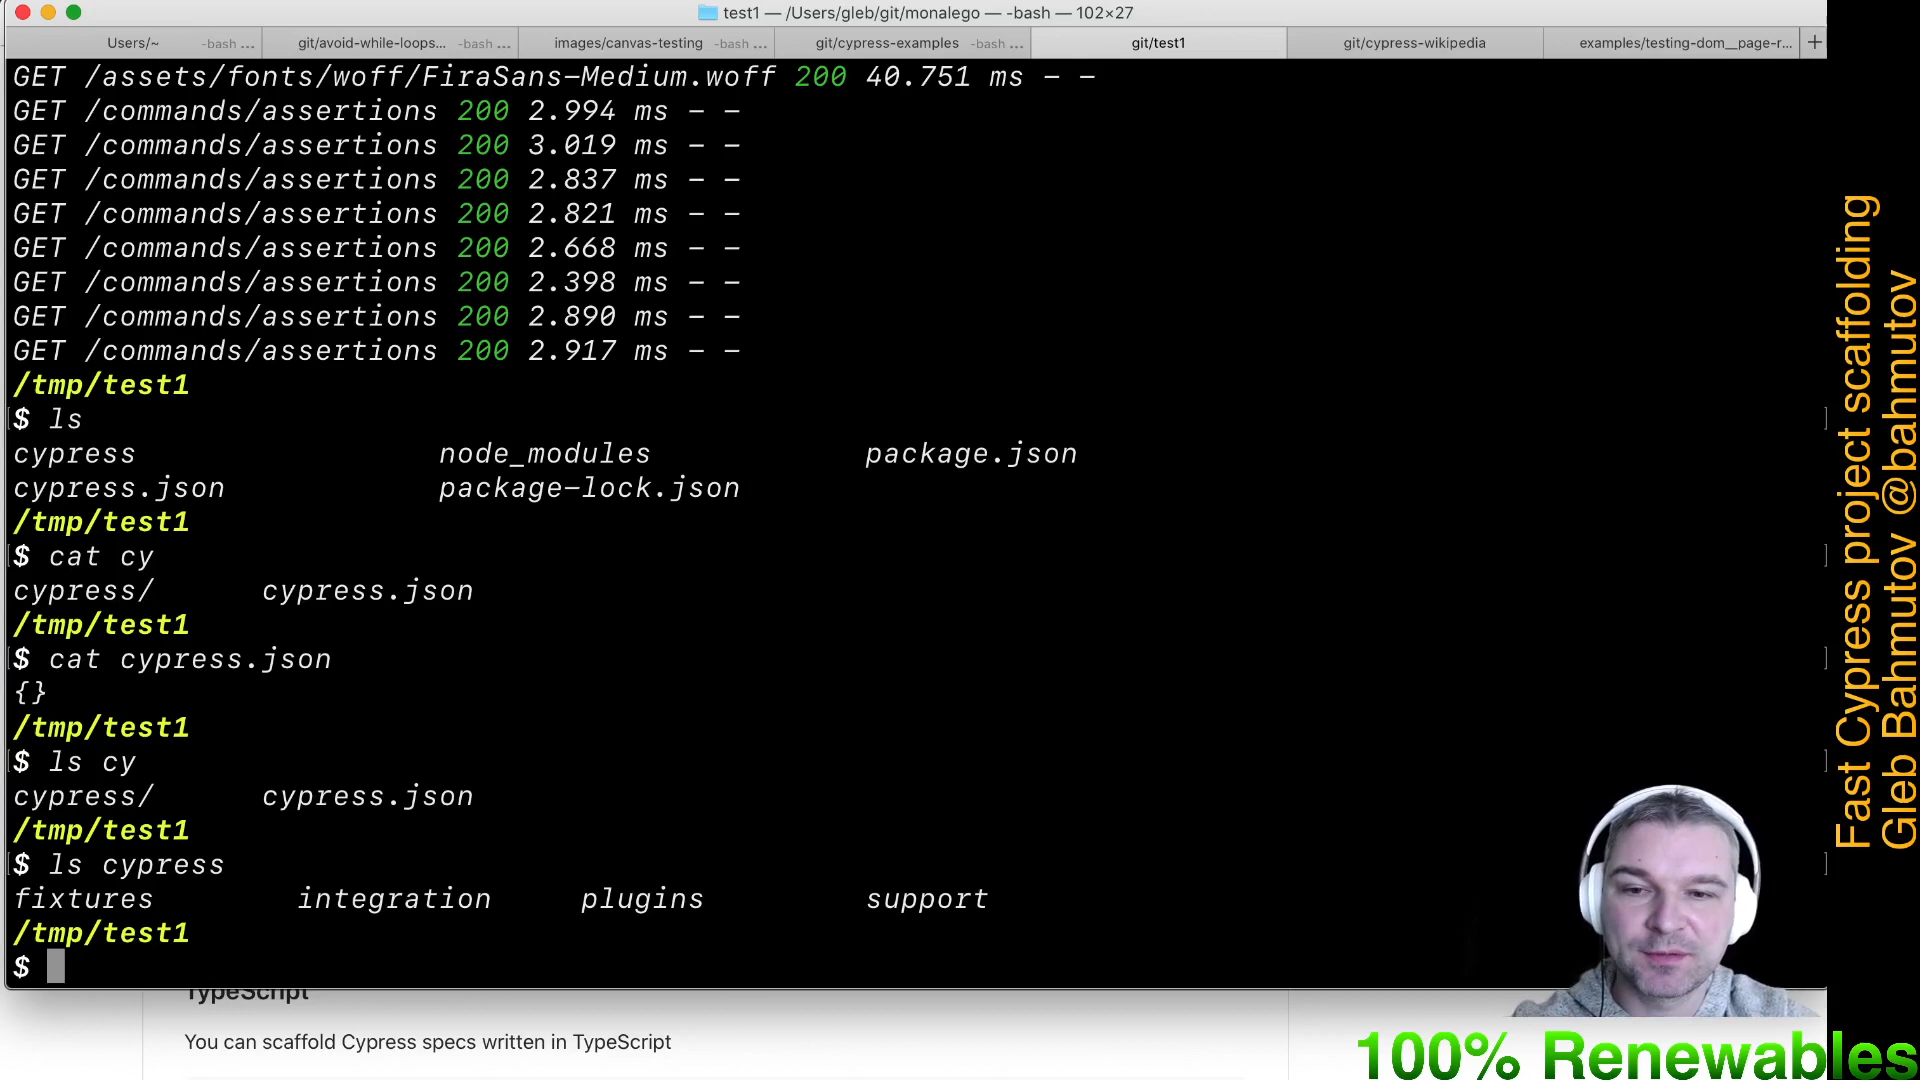 test1 — /Users/gleb/git/monalego — -bash — 102×27
Users/~ -bash ...
git/avoid-while-loops... -bash ...
images/canvas-testing -bash ...
git/cypress-examples -bash ...
git/test1
git/cypress-wikipedia
examples/testing-dom__page-r...
+
GET /assets/fonts/woff/FiraSans-Medium.woff 200 40.751 ms - -
GET /commands/assertions 200 2.994 ms - -
GET /commands/assertions 200 3.019 ms - -
GET /commands/assertions 200 2.837 ms - -
GET /commands/assertions 200 2.821 ms - -
GET /commands/assertions 200 2.668 ms - -
GET /commands/assertions 200 2.398 ms - -
GET /commands/assertions 200 2.890 ms - -
GET /commands/assertions 200 2.917 ms - -
/tmp/test1
$ ls
cypress node_modules package.json
cypress.json package-lock.json
/tmp/test1
$ cat cy
cypress/ cypress.json
/tmp/test1
$ cat cypress.json
{}
/tmp/test1
$ ls cy
cypress/ cypress.json
/tmp/test1
$ ls cypress
fixtures integration plugins support
/tmp/test1
$
TypeScript
You can scaffold Cypress specs written in TypeScript
Fast Cypress project scaffolding
Gleb Bahmutov @bahmutov
100% Renewables